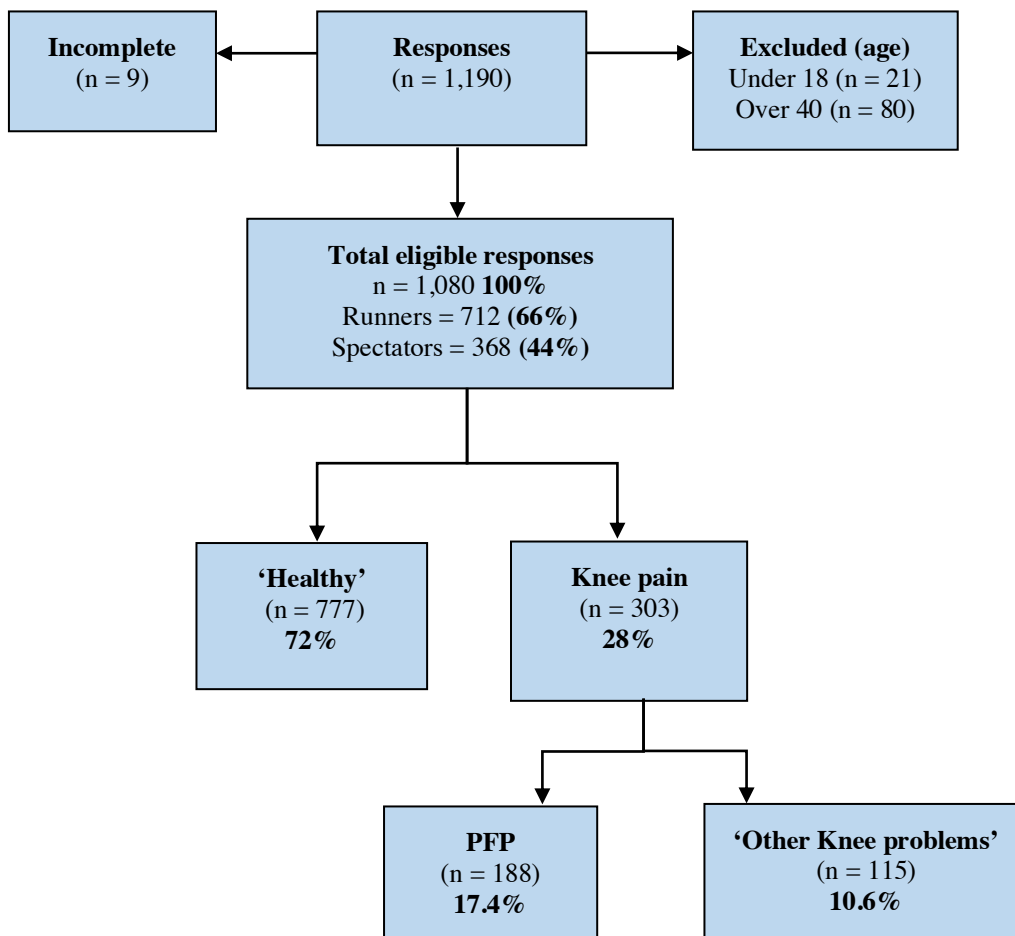 Incomplete
(n = 9)
Responses
(n = 1,190)
Excluded (age)
Under 18 (n = 21)
Over 40 (n = 80)
Total eligible responses
n = 1,080 100%
Runners = 712 (66%)
Spectators = 368 (44%)
‘Healthy’
(n = 777)
72%
Knee pain
(n = 303)
28%
PFP
(n = 188)
17.4%
‘Other Knee problems’
(n = 115)
10.6%